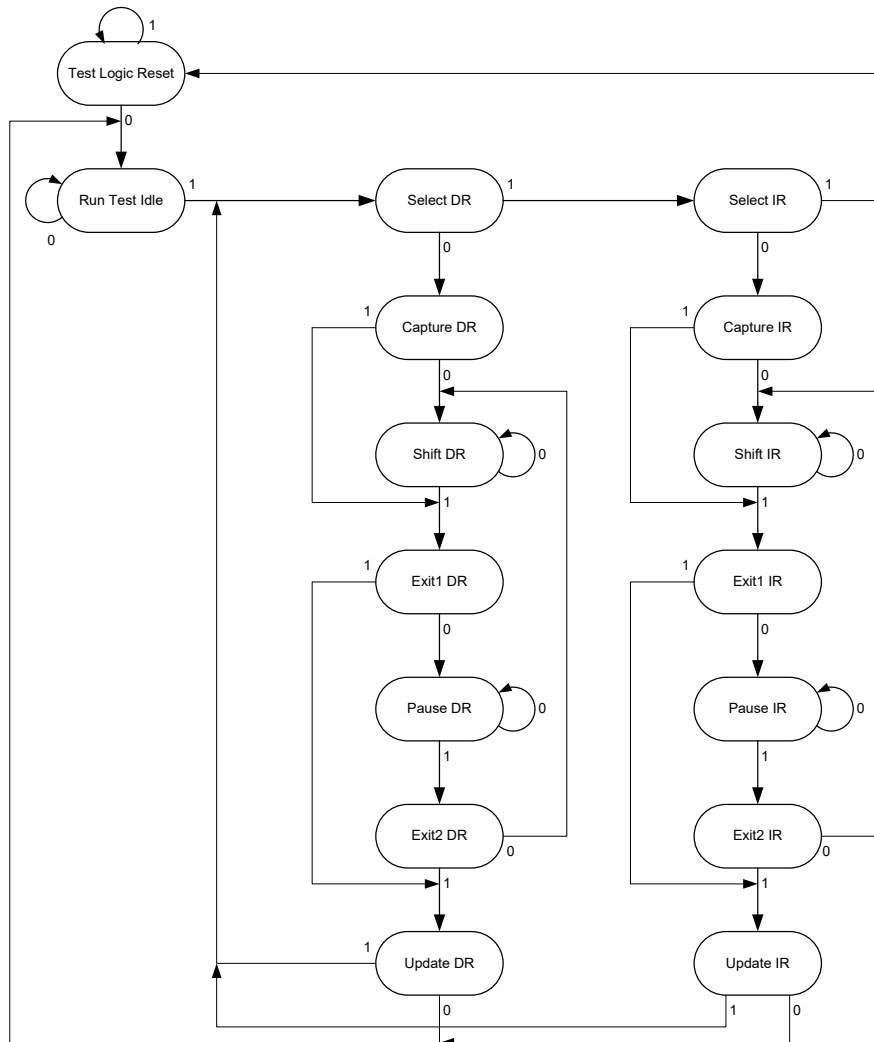 1
Test Logic Reset
0
Run Test Idle
1
0
Select DR
1
Select IR
1
0
0
1
Capture DR
1
Capture IR
0
0
Shift DR
0
Shift IR
0
1
1
1
Exit1 DR
1
Exit1 IR
0
0
Pause DR
0
Pause IR
0
1
1
Exit2 DR
0
Exit2 IR
0
1
1
1
Update DR
Update IR
0
1
0